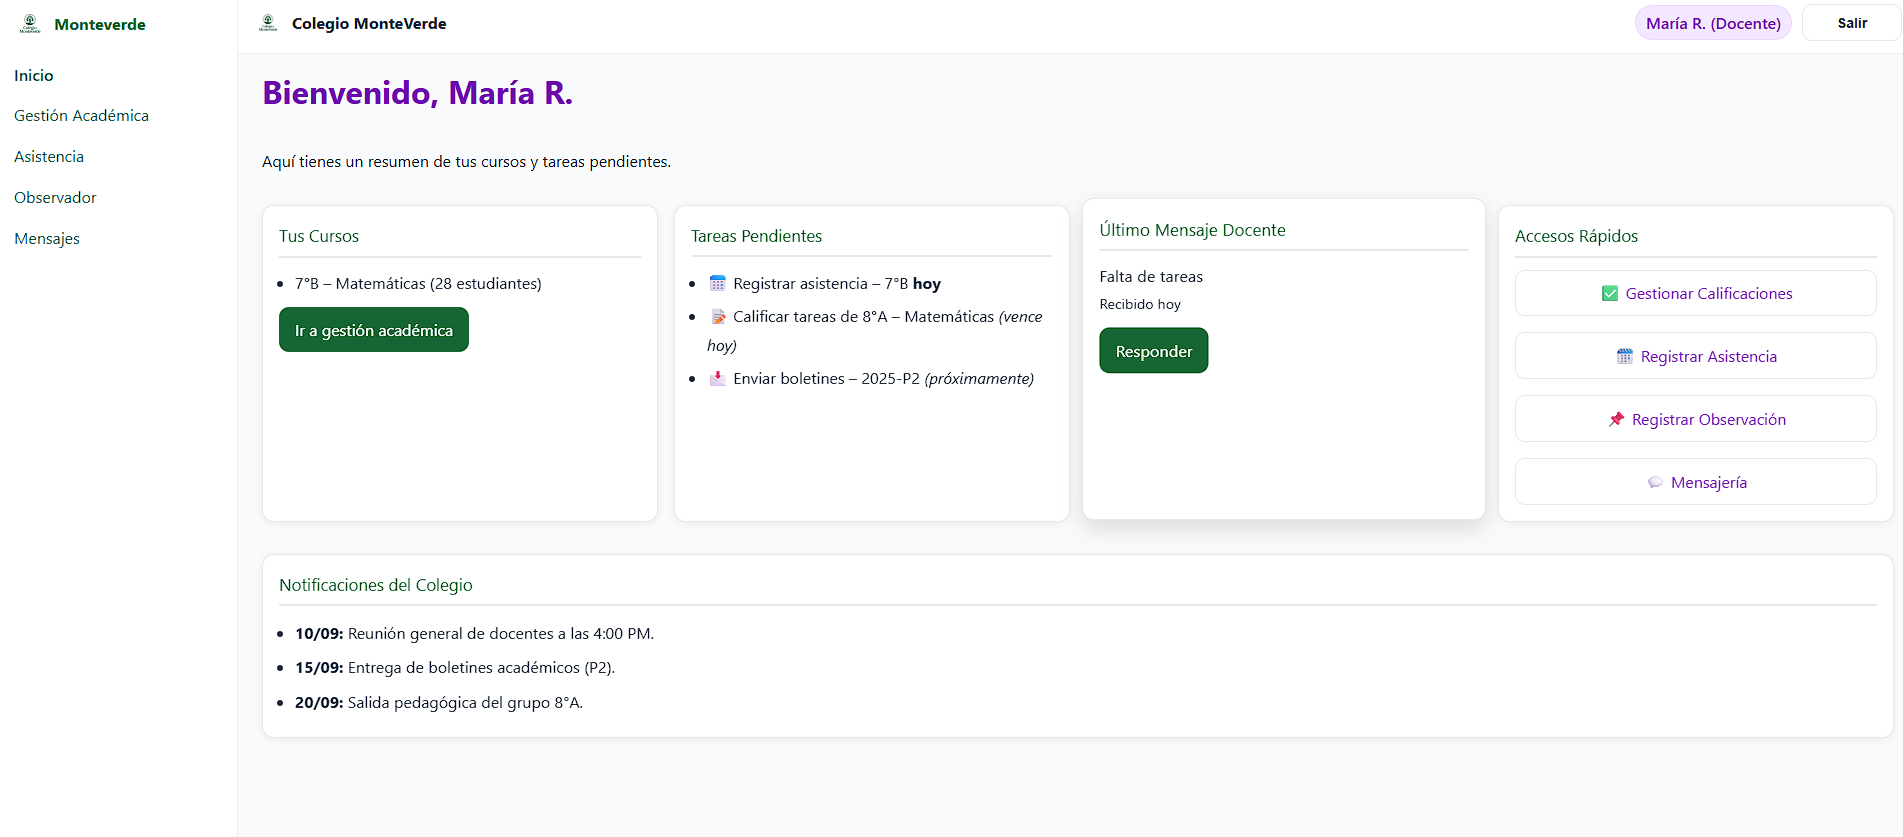 Monteverde
Inicio
Gestión Académica
Asistencia
Observador
Mensajes
Colegio MonteVerde
María R. (Docente)
Salir
Bienvenido, María R.
Aquí tienes un resumen de tus cursos y tareas pendientes.
Tus Cursos
7°B – Matemáticas (28 estudiantes)
Ir a gestión académica
Tareas Pendientes
Registrar asistencia – 7°B hoy
Calificar tareas de 8°A – Matemáticas (vence
hoy)
Enviar boletines – 2025-P2 (próximamente)
Último Mensaje Docente
Falta de tareas
Recibido hoy
Responder
Accesos Rápidos
Gestionar Calificaciones
Registrar Asistencia
Registrar Observación
Mensajería
Notificaciones del Colegio
10/09: Reunión general de docentes a las 4:00 PM.
15/09: Entrega de boletines académicos (P2).
20/09: Salida pedagógica del grupo 8°A.